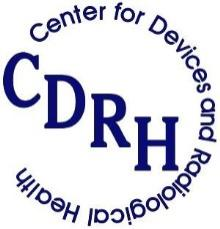 Center for Devices and Radiological Health
CDRH